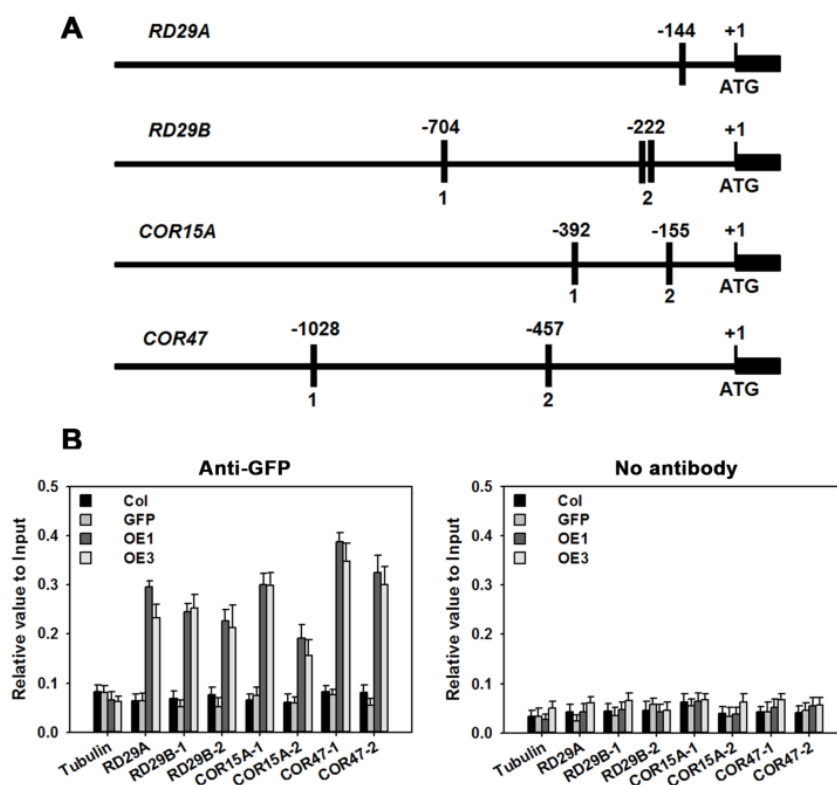 A
RD29A
-144
+1
ATG
RD29B
-704
-222
+1
1
2
ATG
COR15A
-392
-155
+1
1
2
ATG
COR47
-1028
-457
+1
1
2
ATG
B
Anti-GFP
Relative value to Input
0.5
0.4
0.3
0.2
0.1
0.0
Col
GFP
OE1
OE3
Tubulin
RD29A
RD29B-1
RD29B-2
COR15A-1
COR15A-2
COR47-1
COR47-2
No antibody
Relative value to Input
0.5
0.4
0.3
0.2
0.1
0.0
Col
GFP
OE1
OE3
Tubulin
RD29A
RD29B-1
RD29B-2
COR15A-1
COR15A-2
COR47-1
COR47-2